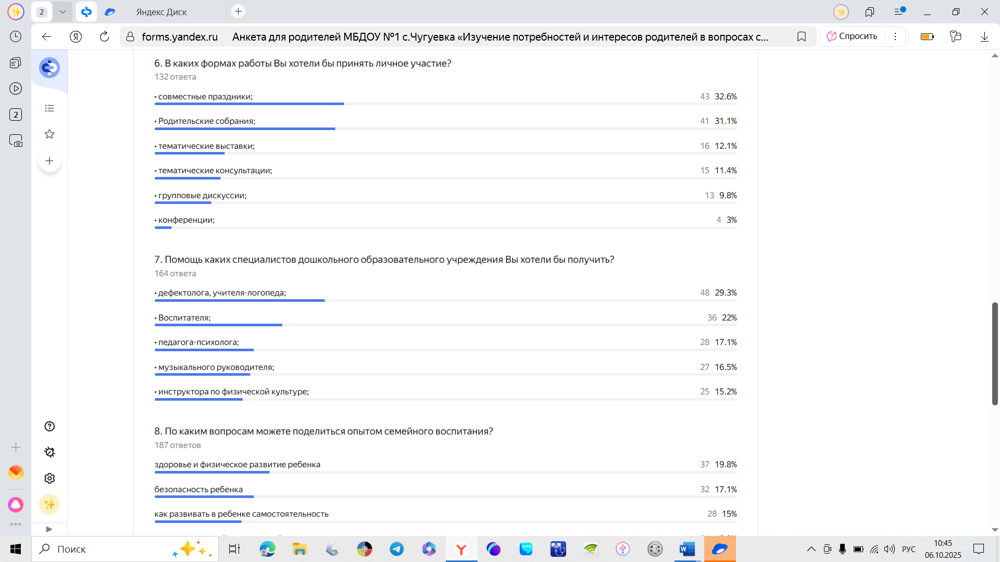 2
Яндекс Диск
forms.yandex.ru Анкета для родителей МБДОУ №1 с.Чугуевка «Изучение потребностей и интересов родителей в вопросах с...
Спросить
2
6. В каких формах работы Вы хотели бы принять личное участие?
132 ответа
• совместные праздники; 43 32.6%
• Родительские собрания; 41 31.1%
• тематические выставки; 16 12.1%
• тематические консультации; 15 11.4%
• групповые дискуссии; 13 9.8%
• конференции; 4 3%
7. Помощь каких специалистов дошкольного образовательного учреждения Вы хотели бы получить?
164 ответа
• дефектолога, учителя-логопеда; 48 29.3%
• Воспитателя; 36 22%
• педагога-психолога; 28 17.1%
• музыкального руководителя; 27 16.5%
• инструктора по физической культуре; 25 15.2%
8. По каким вопросам можете поделиться опытом семейного воспитания?
187 ответов
здоровье и физическое развитие ребенка 37 19.8%
безопасность ребенка 32 17.1%
как развивать в ребенке самостоятельность 28 15%
Поиск
РУС
10:45
06.10.2025